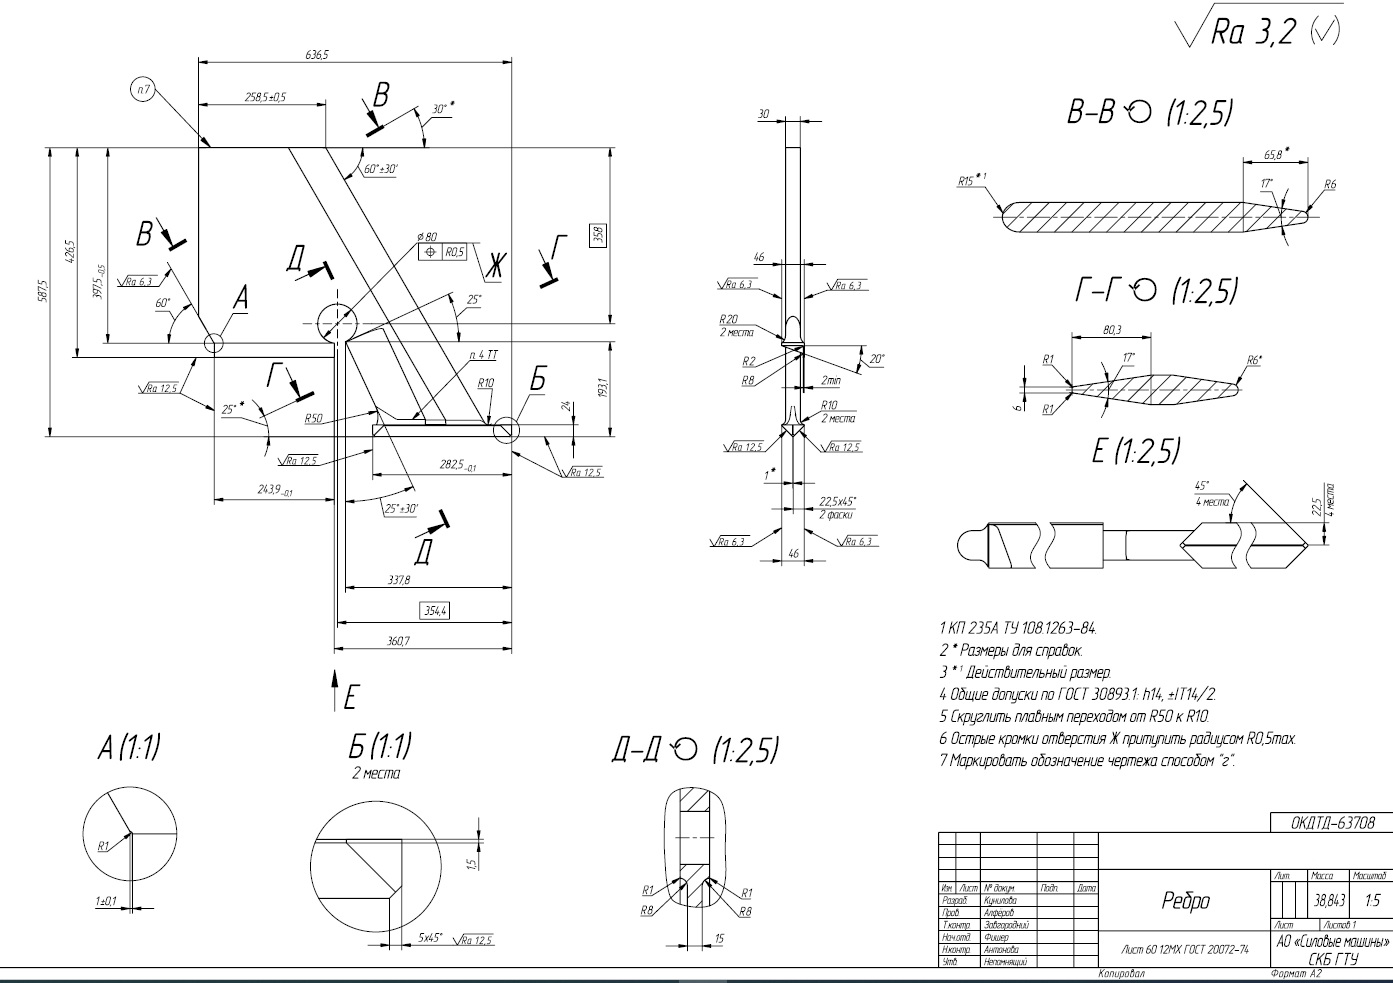 Ra 3,2 (√)
636,5
258,5±0,5
п.7
В
30°*
60°±30'
587,5
426,5
397,5-0,5
В
Ra 6,3
60°
А
Д
⌀80
R0,5
Ж
Г
358
25°
п. 4 ТТ
R10
Б
24
193,1
Ra 12,5
Г
25°*
R50
Ra 12,5
282,5-0,1
Ra 12,5
243,9-0,1
25°±30'
Д
337,8
354,4
360,7
Е
30
46
Ra 6,3
Ra 6,3
R20
2 места
R2
R8
20°
2min
R10
2 места
Ra 12,5
Ra 12,5
1*
22,5х45°
2 фаски
Ra 6,3
Ra 6,3
46
В-В (1:2,5)
65,8*
R15*1
17°
R6
Г-Г (1:2,5)
80,3
R1
17°
R6*
6
R1
Е (1:2,5)
45°
4 места
22,5
4 места
1 КП 235А ТУ 108.1263-84.
2 * Размеры для справок.
3 *1 Действительный размер.
4 Общие допуски по ГОСТ 30893.1: h14, ±IT14/2.
5 Скруглить плавным переходом от R50 к R10.
6 Острые кромки отверстия Ж притупить радиусом R0,5max.
7 Маркировать обозначение чертежа способом "г".
А (1:1)
R1
1±0,1
Б (1:1)
2 места
1,5
5х45°
Ra 12,5
Д-Д (1:2,5)
R1
R8
R1
R8
15
ОКДТД-63708
Изм Лист № докум. Подп. Дата
Разраб. Кунилова
Пров. Алферов
Т.контр. Завгородний
Нач.отд. Фишер
Н.контр. Антонова
Утв. Непомнящий
Ребро
Лит. Масса Масштаб
38,843 1:5
Лист Листов 1
Лист 60 12МХ ГОСТ 20072-74
АО «Силовые машины»
СКБ ГТУ
Копировал Формат А2